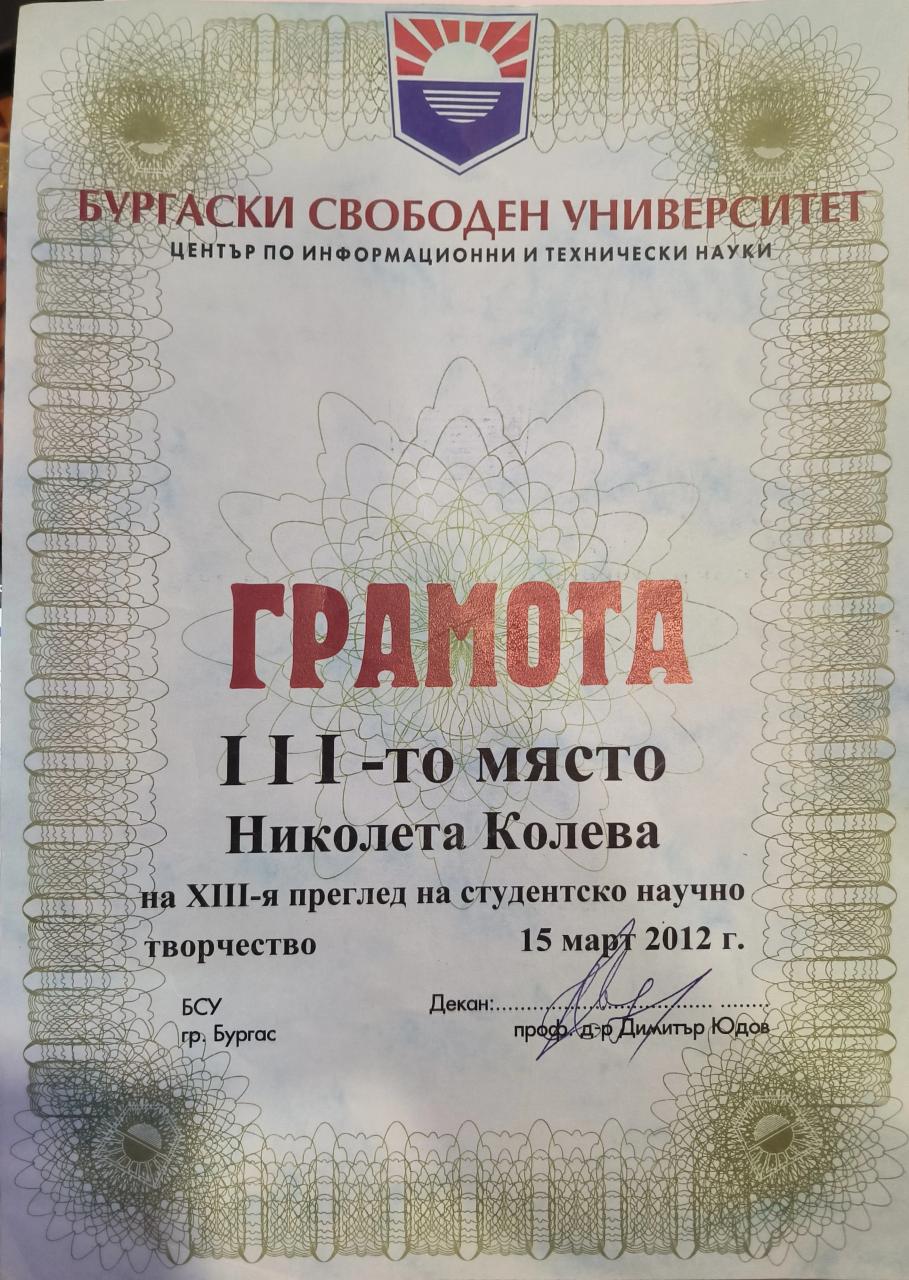 БУРГАСКИ СВОБОДЕН УНИВЕРСИТЕТ
ЦЕНТЪР ПО ИНФОРМАЦИОННИ И ТЕХНИЧЕСКИ НАУКИ
ГРАМОТА
I I I -то място
Николета Колева
на XIII-я преглед на студентско научно
творчество 15 март 2012 г.
БСУ Декан:.................................... ........
гр. Бургас проф. д-р Димитър Юдов